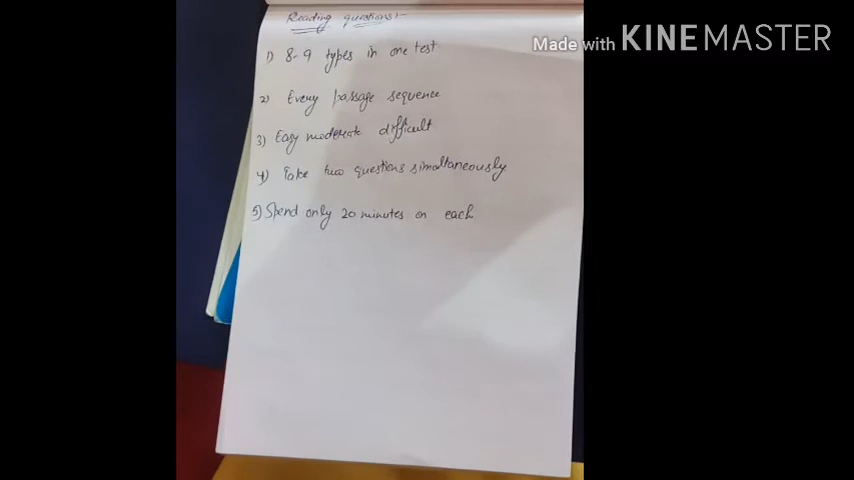 Reading questions:-
Made with KINEMASTER
1) 8-9 types in one test
2) Every passage sequence
3) Easy moderate difficult
4) Take two questions simultaneously
5) Spend only 20 minutes on each